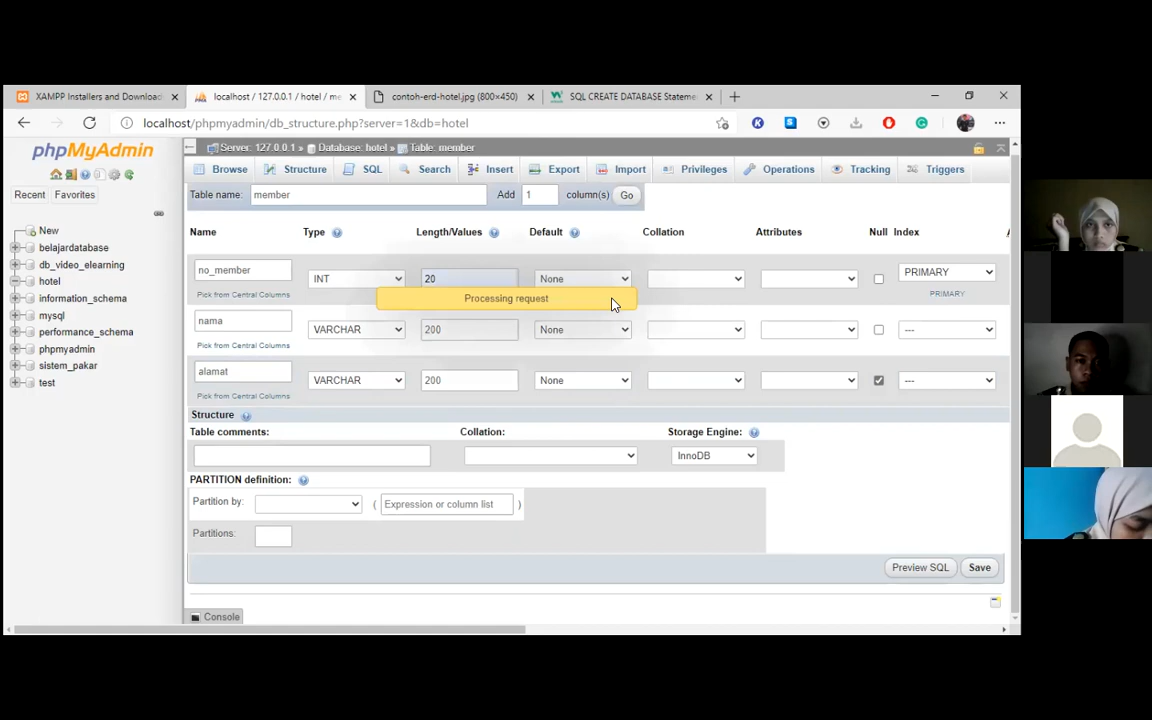 XAMPP Installers and Download
localhost / 127.0.0.1 / hotel / me
contoh-erd-hotel.jpg (800×450)
SQL CREATE DATABASE Stateme
localhost/phpmyadmin/db_structure.php?server=1&db=hotel
phpMyAdmin
Recent
Favorites
New
belajardatabase
db_video_elearning
hotel
information_schema
mysql
performance_schema
phpmyadmin
sistem_pakar
test
Server: 127.0.0.1 » Database: hotel » Table: member
Browse Structure SQL Search Insert Export Import Privileges Operations Tracking Triggers
Table name: member Add 1 column(s) Go
Name Type Length/Values Default Collation Attributes Null Index
no_member INT 20 None PRIMARY
Pick from Central Columns PRIMARY
Processing request
nama VARCHAR 200 None ---
Pick from Central Columns
alamat VARCHAR 200 None ---
Pick from Central Columns
Structure
Table comments: Collation: Storage Engine:
InnoDB
PARTITION definition:
Partition by: ( Expression or column list )
Partitions:
Preview SQL Save
Console